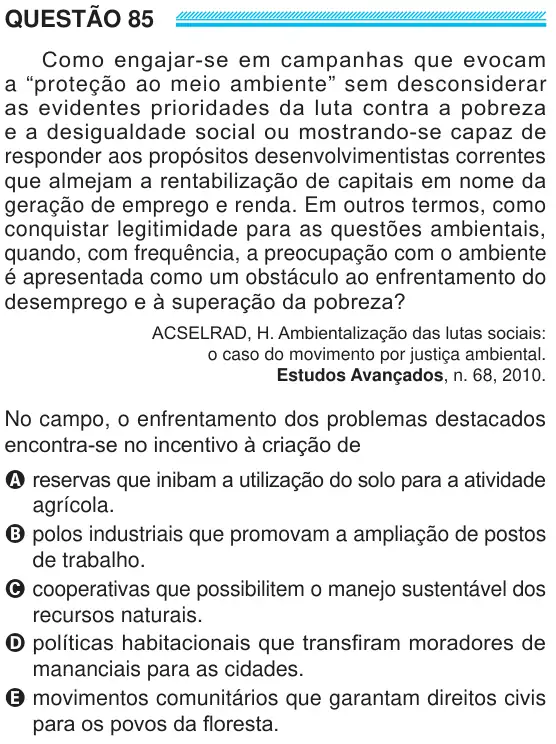 QUESTÃO 85
Como engajar-se em campanhas que evocam
a “proteção ao meio ambiente” sem desconsiderar
as evidentes prioridades da luta contra a pobreza
e a desigualdade social ou mostrando-se capaz de
responder aos propósitos desenvolvimentistas correntes
que almejam a rentabilização de capitais em nome da
geração de emprego e renda. Em outros termos, como
conquistar legitimidade para as questões ambientais,
quando, com frequência, a preocupação com o ambiente
é apresentada como um obstáculo ao enfrentamento do
desemprego e à superação da pobreza?
ACSELRAD, H. Ambientalização das lutas sociais:
o caso do movimento por justiça ambiental.
Estudos Avançados, n. 68, 2010.
No campo, o enfrentamento dos problemas destacados
encontra-se no incentivo à criação de
A reservas que inibam a utilização do solo para a atividade
agrícola.
B polos industriais que promovam a ampliação de postos
de trabalho.
C cooperativas que possibilitem o manejo sustentável dos
recursos naturais.
D políticas habitacionais que transfiram moradores de
mananciais para as cidades.
E movimentos comunitários que garantam direitos civis
para os povos da floresta.